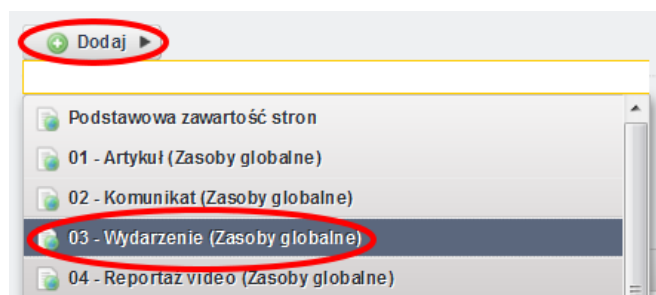 Dodaj
Podstawowa zawartość stron
01 - Artykuł (Zasoby globalne)
02 - Komunikat (Zasoby globalne)
03 - Wydarzenie (Zasoby globalne)
04 - Reportaż video (Zasoby globalne)